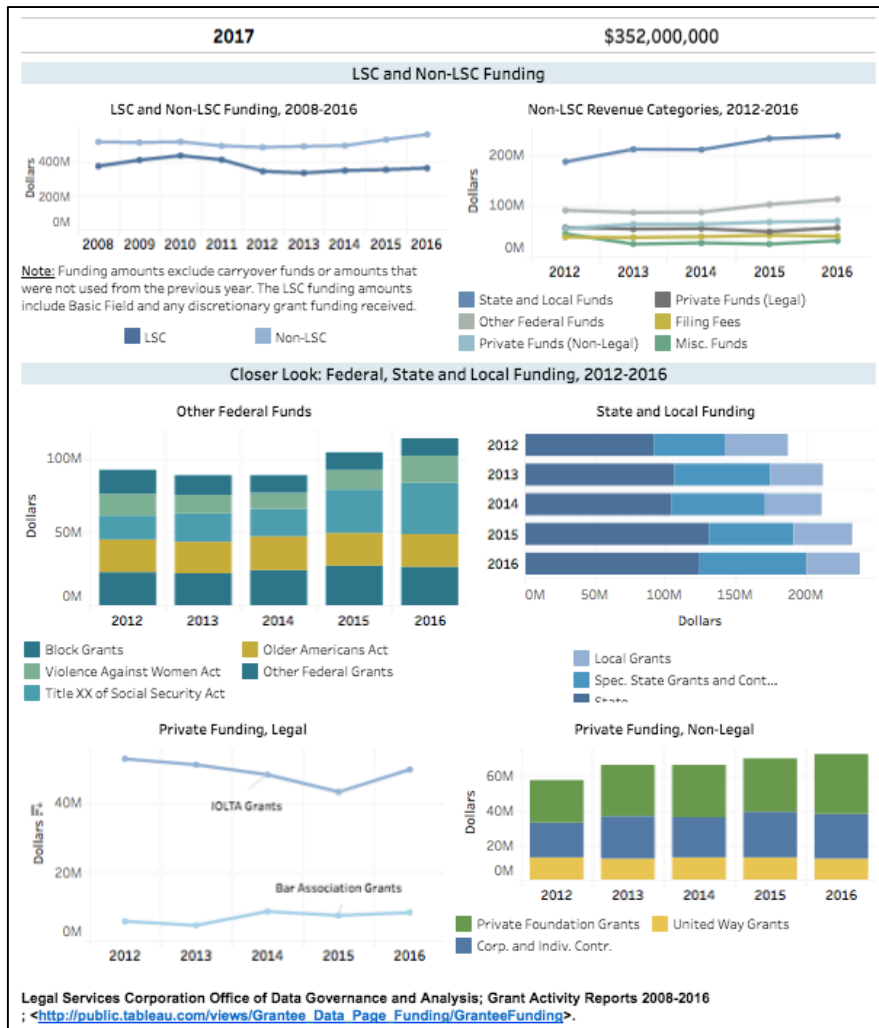 2017 $352,000,000
LSC and Non-LSC Funding
LSC and Non-LSC Funding, 2008-2016
Dollars
400M
200M
0M
2008 2009 2010 2011 2012 2013 2014 2015 2016
Note: Funding amounts exclude carryover funds or amounts that
were not used from the previous year. The LSC funding amounts
include Basic Field and any discretionary grant funding received.
LSC Non-LSC
Non-LSC Revenue Categories, 2012-2016
Dollars
200M
100M
0M
2012 2013 2014 2015 2016
State and Local Funds Private Funds (Legal)
Other Federal Funds Filing Fees
Private Funds (Non-Legal) Misc. Funds
Closer Look: Federal, State and Local Funding, 2012-2016
Other Federal Funds
Dollars
100M
50M
0M
2012 2013 2014 2015 2016
Block Grants Older Americans Act
Violence Against Women Act Other Federal Grants
Title XX of Social Security Act
State and Local Funding
2012
2013
2014
2015
2016
0M 50M 100M 150M 200M
Dollars
Local Grants
Spec. State Grants and Cont...
State
Private Funding, Legal
Dollars
40M
20M
0M
IOLTA Grants
Bar Association Grants
2012 2013 2014 2015 2016
Private Funding, Non-Legal
Dollars
60M
40M
20M
0M
2012 2013 2014 2015 2016
Private Foundation Grants United Way Grants
Corp. and Indiv. Contr.
Legal Services Corporation Office of Data Governance and Analysis; Grant Activity Reports 2008-2016
; <http://public.tableau.com/views/Grantee_Data_Page_Funding/GranteeFunding>.